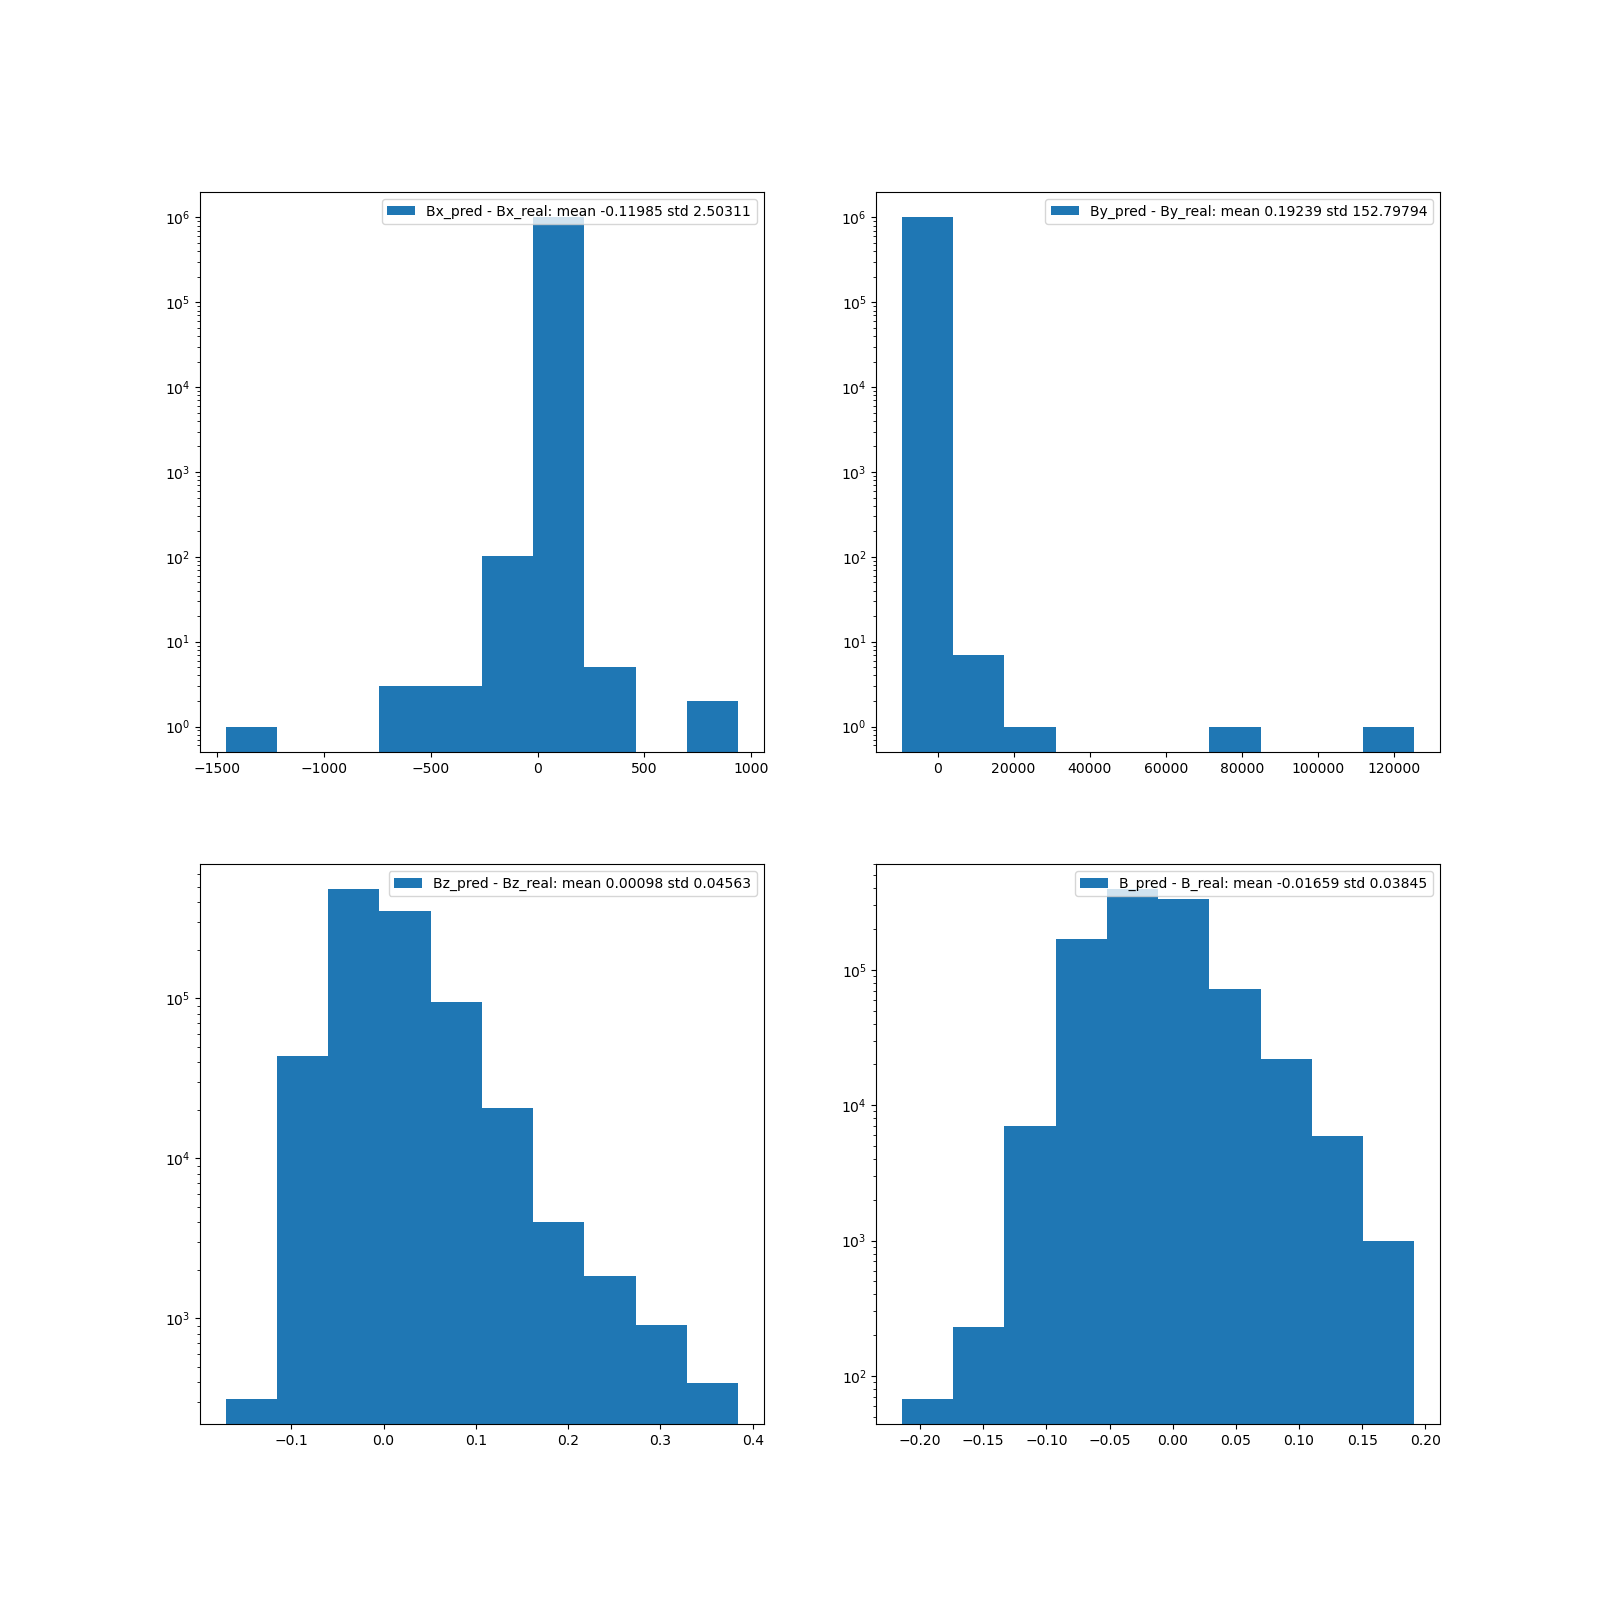 Bx_pred - Bx_real: mean -0.11985 std 2.50311
10^6
10^5
10^4
10^3
10^2
10^1
10^0
−1500 −1000 −500 0 500 1000
By_pred - By_real: mean 0.19239 std 152.79794
10^6
10^5
10^4
10^3
10^2
10^1
10^0
0 20000 40000 60000 80000 100000 120000
Bz_pred - Bz_real: mean 0.00098 std 0.04563
10^5
10^4
10^3
−0.1 0.0 0.1 0.2 0.3 0.4
B_pred - B_real: mean -0.01659 std 0.03845
10^5
10^4
10^3
10^2
−0.20 −0.15 −0.10 −0.05 0.00 0.05 0.10 0.15 0.20